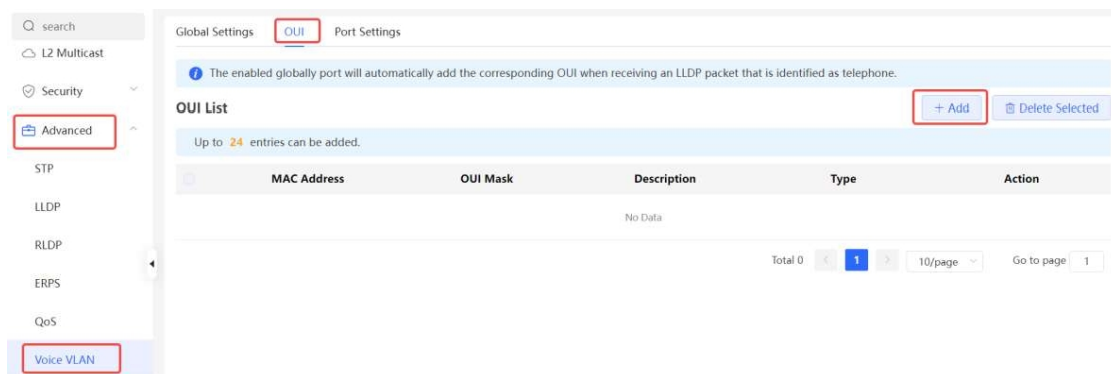 search
L2 Multicast
Security
Advanced
STP
LLDP
RLDP
ERPS
QoS
Voice VLAN
Global Settings OUI Port Settings
The enabled globally port will automatically add the corresponding OUI when receiving an LLDP packet that is identified as telephone.
OUI List + Add Delete Selected
Up to 24 entries can be added.
MAC Address OUI Mask Description Type Action
No Data
Total 0 < 1 > 10/page Go to page 1